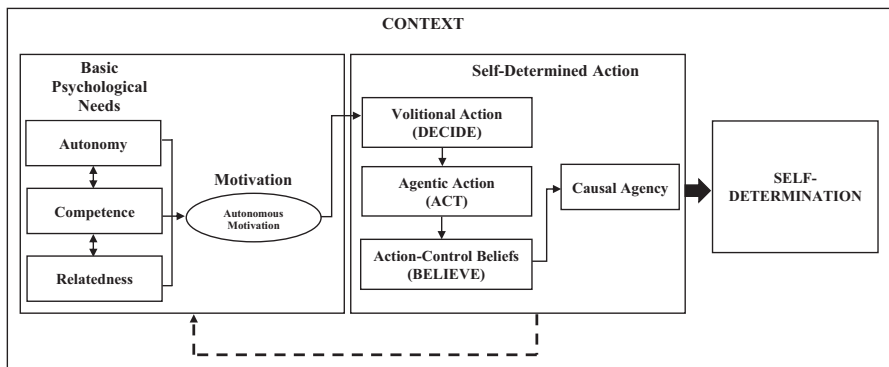 CONTEXT
Basic
Psychological
Needs
Autonomy
Competence
Relatedness
Motivation
Autonomous
Motivation
Self-Determined Action
Volitional Action
(DECIDE)
Agentic Action
(ACT)
Action-Control Beliefs
(BELIEVE)
Causal Agency
SELF-
DETERMINATION